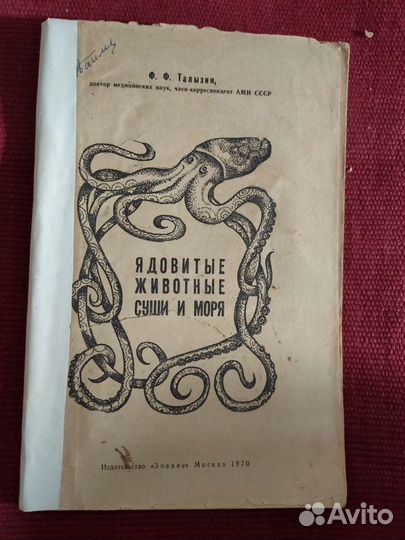 Ф. Ф. Талызин,
доктор медицинских наук, член-корреспондент АМН СССР
ЯДОВИТЫЕ
ЖИВОТНЫЕ
СУШИ И МОРЯ
Издательство «Знание» Москва 1970
Avito